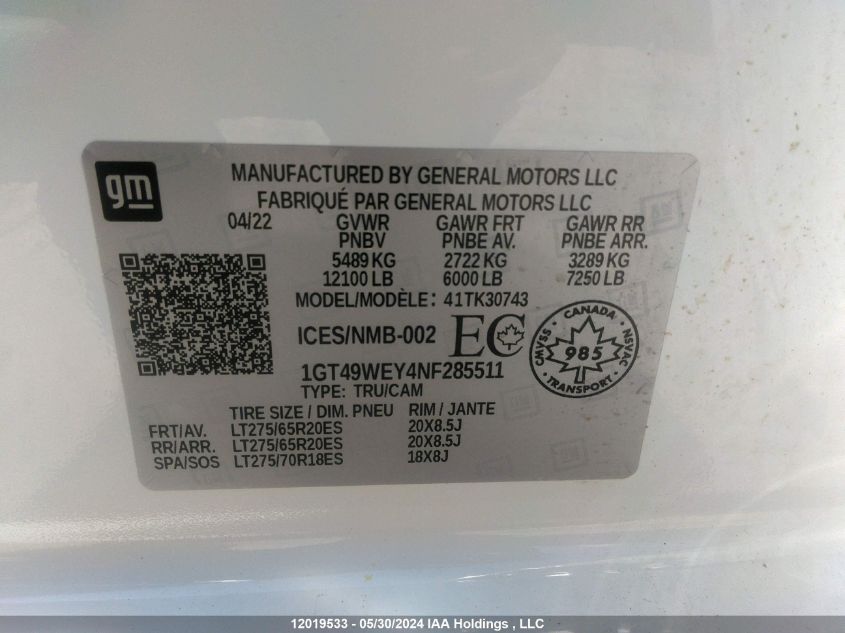 gm
MANUFACTURED BY GENERAL MOTORS LLC
FABRIQUÉ PAR GENERAL MOTORS LLC
04/22 GVWR GAWR FRT GAWR RR
PNBV PNBE AV. PNBE ARR.
5489 KG 2722 KG 3289 KG
12100 LB 6000 LB 7250 LB
MODEL/MODÈLE: 41TK30743
ICES/NMB-002 EC
CANADA
CMVSS 985 NSVAC
TRANSPORT
1GT49WEY4NF285511
TYPE: TRU/CAM
TIRE SIZE / DIM. PNEU RIM / JANTE
FRT/AV. LT275/65R20ES 20X8.5J
RR/ARR. LT275/65R20ES 20X8.5J
SPA/SOS LT275/70R18ES 18X8J
12019533 - 05/30/2024 IAA Holdings , LLC